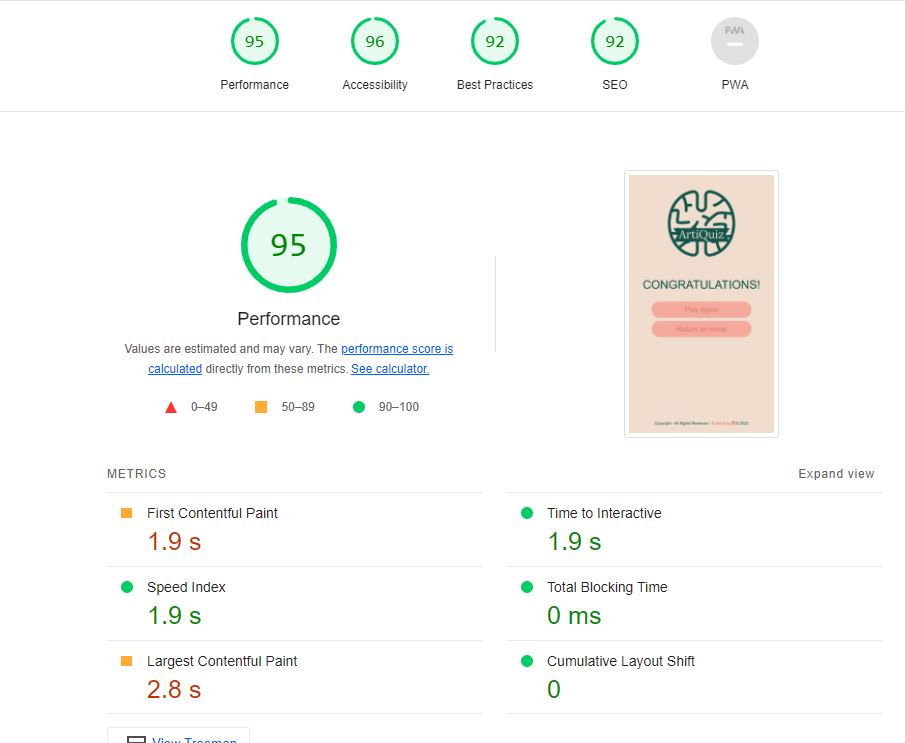 95
96
92
92
PWA
Performance
Accessibility
Best Practices
SEO
PWA
95
Performance
Values are estimated and may vary. The performance score is
calculated directly from these metrics. See calculator.
0–49
50–89
90–100
ArtiQuiz
CONGRATULATIONS!
Play Again
Return to Home
Copyright - All Rights Reserved -
© 2022
METRICS
Expand view
First Contentful Paint
1.9 s
Time to Interactive
1.9 s
Speed Index
1.9 s
Total Blocking Time
0 ms
Largest Contentful Paint
2.8 s
Cumulative Layout Shift
0
View Treemap